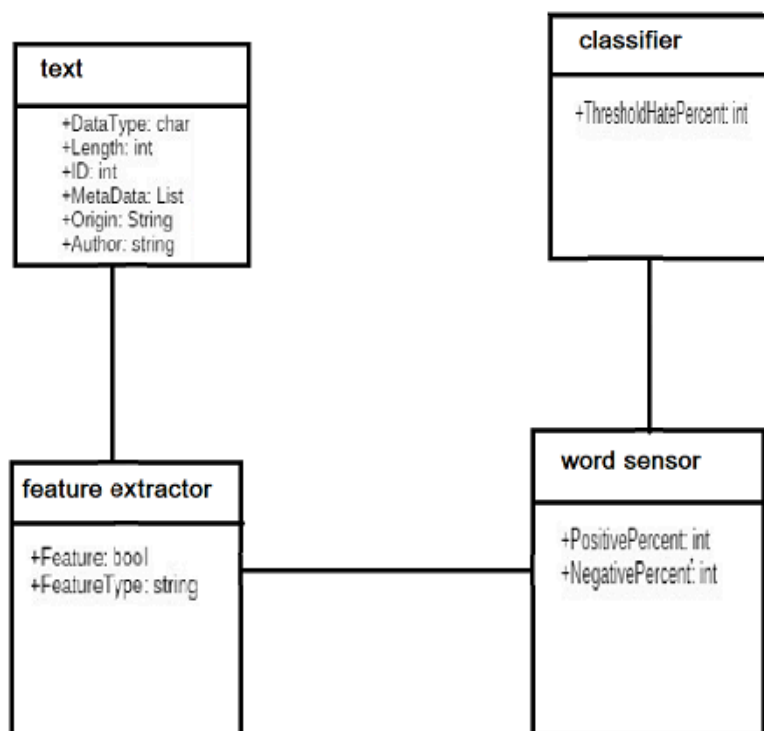 text
+DataType: char
+Length: int
+ID: int
+MetaData: List
+Origin: String
+Author: string
classifier
+ThresholdHatePercent: int
feature extractor
+Feature: bool
+FeatureType: string
word sensor
+PositivePercent: int
+NegativePercent: int